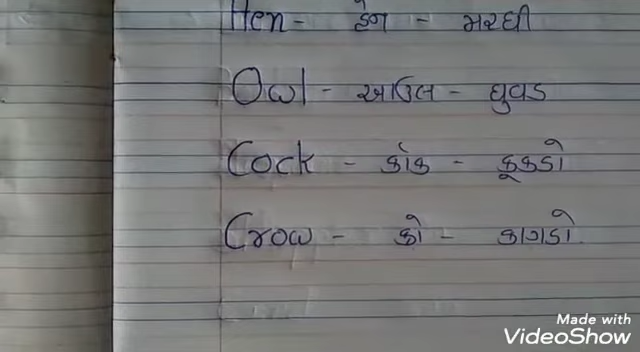 Hen - હેન - મરઘી
Owl - આઉલ - ઘુવડ
Cock - કોક - કૂકડો
Crow - ક્રો - કાગડો
Made with
VideoShow